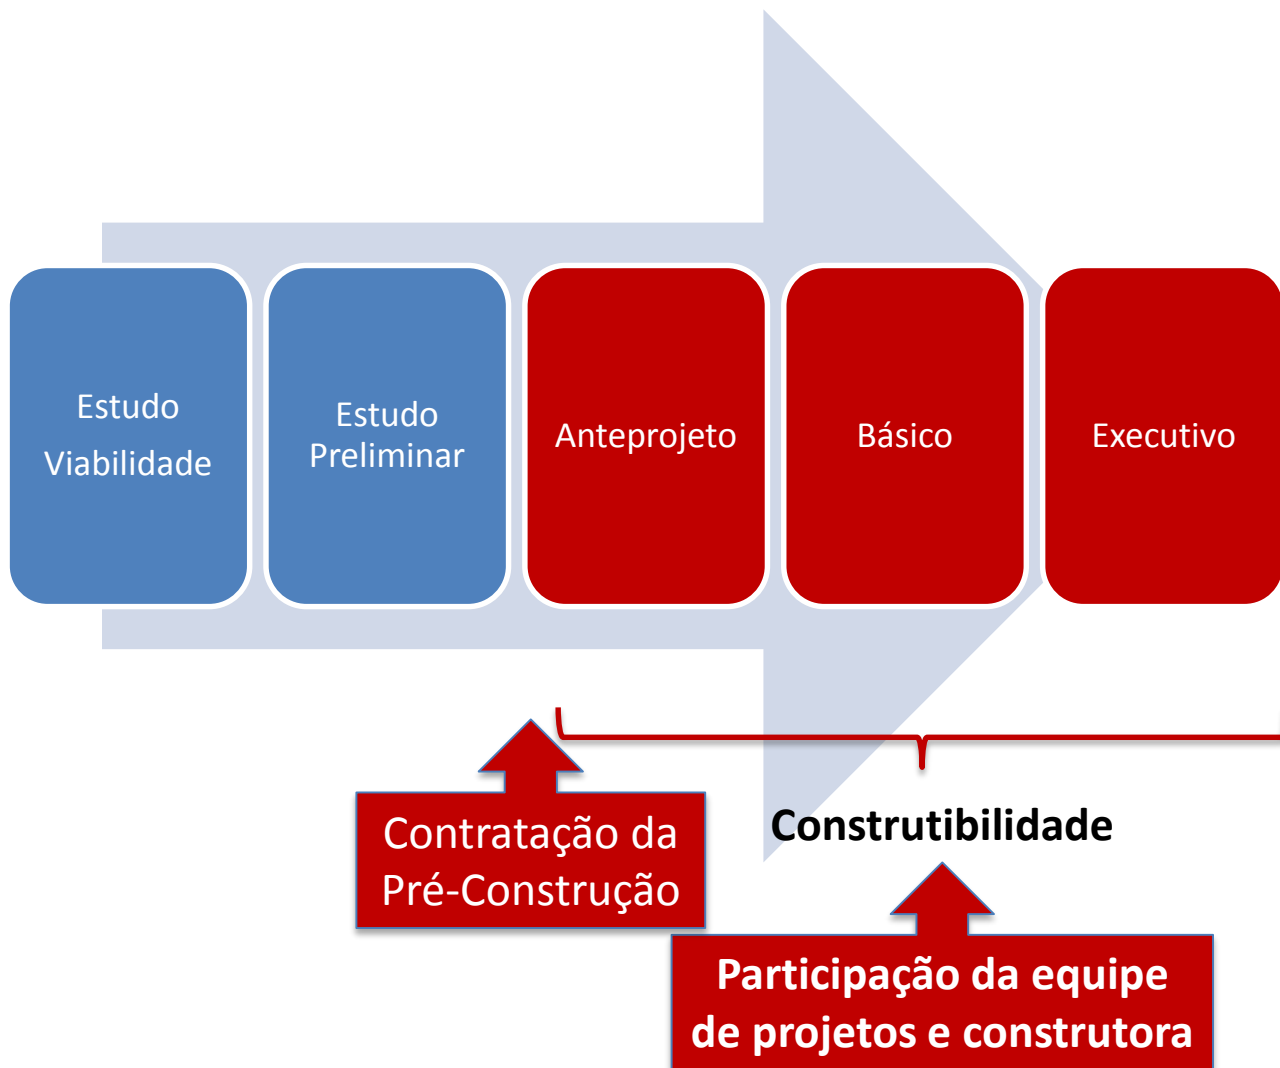 Estudo
Viabilidade
Estudo
Preliminar
Anteprojeto
Básico
Executivo
Contratação da
Pré-Construção
Construtibilidade
Participação da equipe
de projetos e construtora